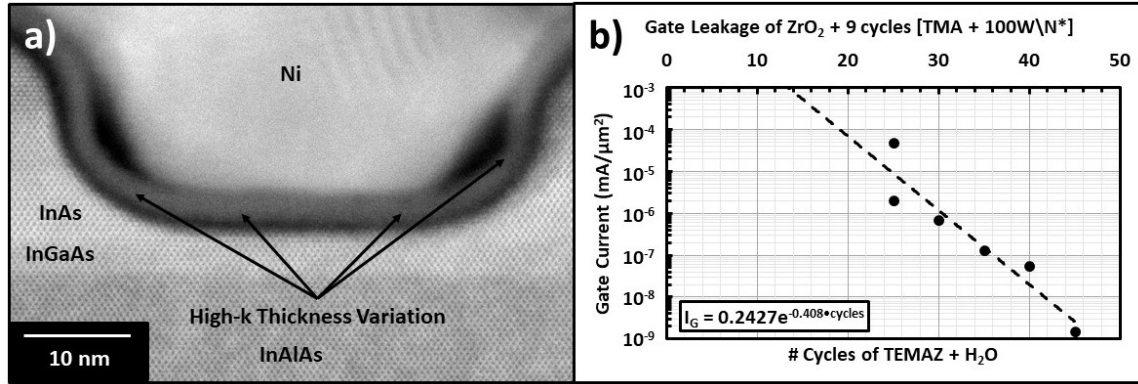 a)
Ni
InAs
InGaAs
High-k Thickness Variation
InAlAs
10 nm
b)
Gate Leakage of ZrO₂ + 9 cycles [TMA + 100W\N*]
0 10 20 30 40 50
10⁻³
10⁻⁴
10⁻⁵
10⁻⁶
10⁻⁷
10⁻⁸
10⁻⁹
Gate Current (mA/µm²)
I_G = 0.2427e^-0.408•cycles
# Cycles of TEMAZ + H₂O